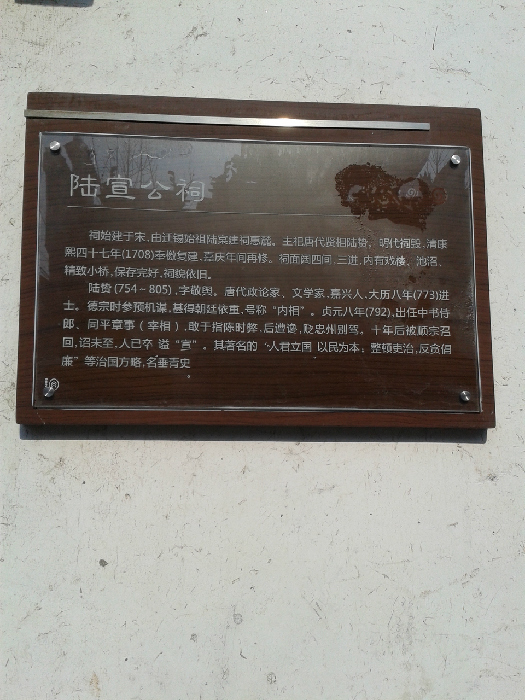 陆宣公祠
祠始建于宋,由迁锡始祖陆宪建祠惠麓。主祀唐代贤相陆贽。明代祠毁,清康
熙四十七年(1708)奉檄复建,嘉庆年间再修。祠面阔四间,三进,内有戏楼、池沼、
精致小桥,保存完好,祠貌依旧。
陆贽(754~805),字敬舆。唐代政论家、文学家,嘉兴人,大历八年(773)进
士。德宗时参预机谋,甚得朝廷依重,号称“内相”。贞元八年(792),出任中书侍
郎、同平章事(宰相),敢于指陈时弊,后遭谗,贬忠州别驾。十年后被顺宗召
回,诏未至,人已卒 谥“宣”。其著名的“人君立国 以民为本;整顿吏治,反贪倡
廉”等治国方略,名垂青史。